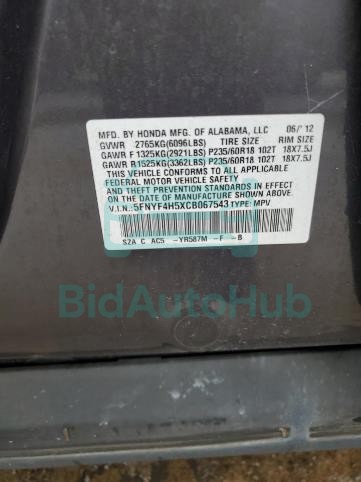 MFD. BY HONDA MFG. OF ALABAMA, LLC 06/12
GVWR 2765KG(6096LBS) TIRE SIZE RIM SIZE
GAWR F 1325KG(2921LBS) P235/60R18 102T 18X7.5J
GAWR R1525KG(3362LBS) P235/60R18 102T 18X7.5J
THIS VEHICLE CONFORMS TO ALL APPLICABLE
FEDERAL MOTOR VEHICLE SAFETY, BUMPER,
AND THEFT PREVENTION STANDARDS IN EFFECT
ON THE DATE OF MANUFACTURE SHOWN ABOVE.
V.I.N.: 5FNYF4H5XCB067543 TYPE: MPV
SZA C AC5 -YR587M -F -B
BidAutoHub